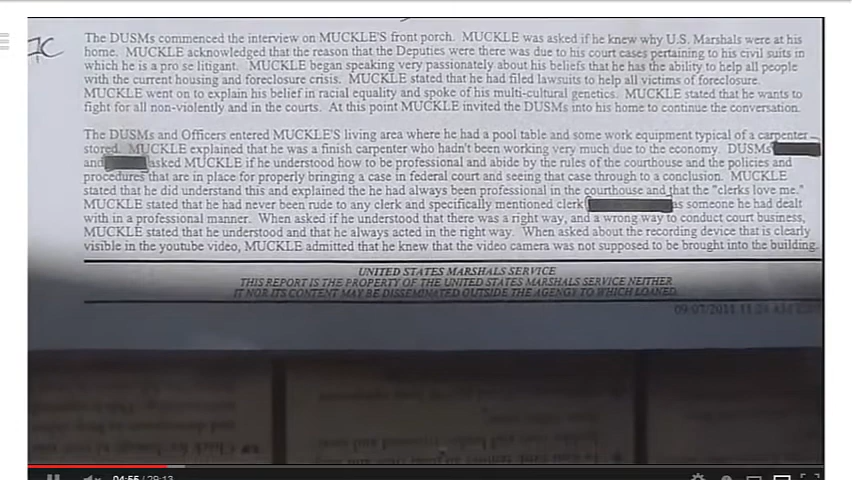 7C
The DUSMs commenced the interview on MUCKLE'S front porch. MUCKLE was asked if he knew why U.S. Marshals were at his
home. MUCKLE acknowledged that the reason that the Deputies were there was due to his court cases pertaining to his civil suits in
which he is a pro se litigant. MUCKLE began speaking very passionately about his beliefs that he has the ability to help all people
with the current housing and foreclosure crisis. MUCKLE stated that he had filed lawsuits to help all victims of foreclosure.
MUCKLE went on to explain his belief in racial equality and spoke of his multi-cultural genetics. MUCKLE stated that he wants to
fight for all non-violently and in the courts. At this point MUCKLE invited the DUSMs into his home to continue the conversation.
The DUSMs and Officers entered MUCKLE'S living area where he had a pool table and some work equipment typical of a carpenter
stored. MUCKLE explained that he was a finish carpenter who hadn't been working very much due to the economy. DUSMs
and asked MUCKLE if he understood how to be professional and abide by the rules of the courthouse and the policies and
procedures that are in place for properly bringing a case in federal court and seeing that case through to a conclusion. MUCKLE
stated that he did understand this and explained the he had always been professional in the courthouse and that the "clerks love me."
MUCKLE stated that he had never been rude to any clerk and specifically mentioned clerk as someone he had dealt
with in a professional manner. When asked if he understood that there was a right way, and a wrong way to conduct court business,
MUCKLE stated that he understood and that he always acted in the right way. When asked about the recording device that is clearly
visible in the youtube video, MUCKLE admitted that he knew that the video camera was not supposed to be brought into the building.
UNITED STATES MARSHALS SERVICE
THIS REPORT IS THE PROPERTY OF THE UNITED STATES MARSHALS SERVICE NEITHER
IT NOR ITS CONTENT MAY BE DISSEMINATED OUTSIDE THE AGENCY TO WHICH LOANED.
09/07/2011 11:28 AM
04:55 / 29:13